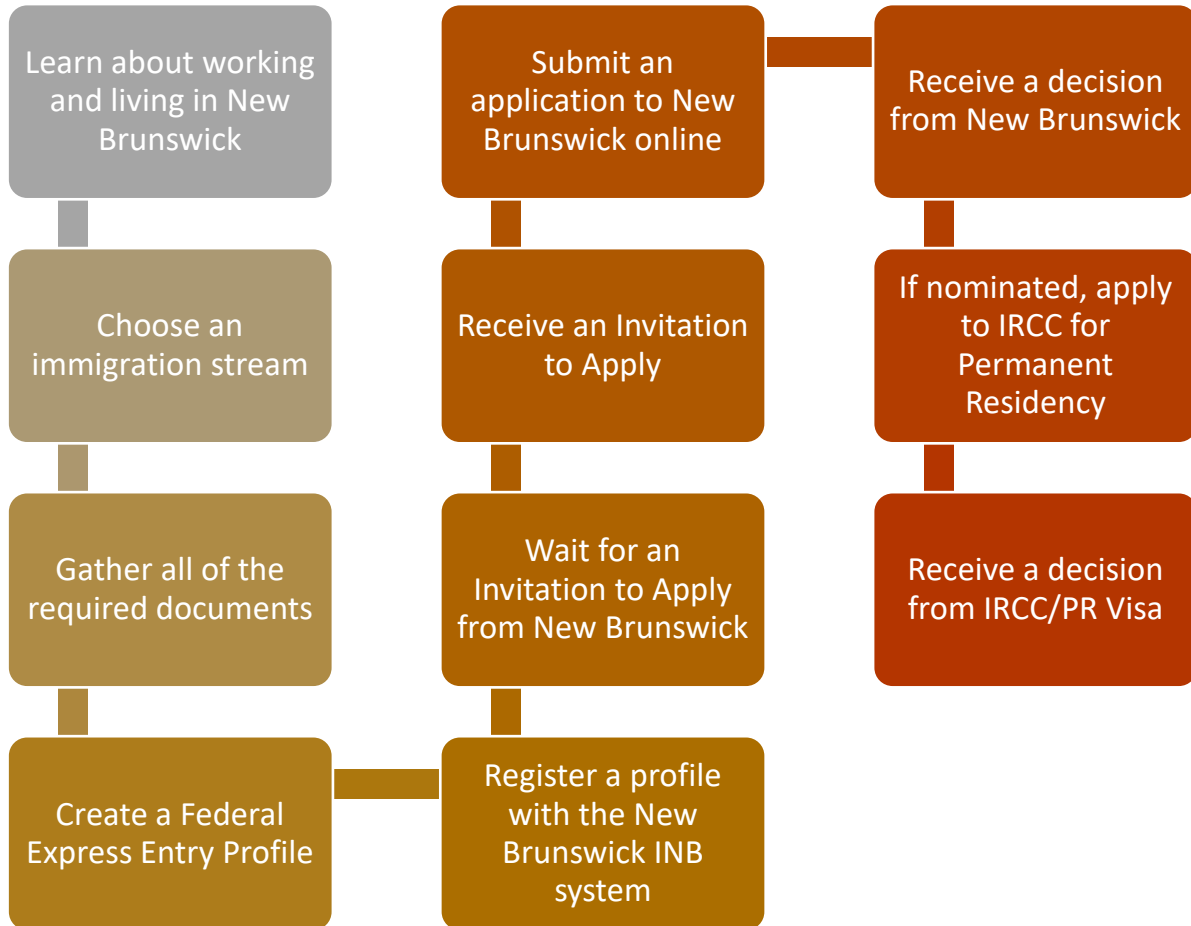 Learn about working
and living in New
Brunswick
Choose an
immigration stream
Gather all of the
required documents
Create a Federal
Express Entry Profile
Register a profile
with the New
Brunswick INB
system
Wait for an
Invitation to Apply
from New Brunswick
Receive an Invitation
to Apply
Submit an
application to New
Brunswick online
Receive a decision
from New Brunswick
If nominated, apply
to IRCC for
Permanent
Residency
Receive a decision
from IRCC/PR Visa